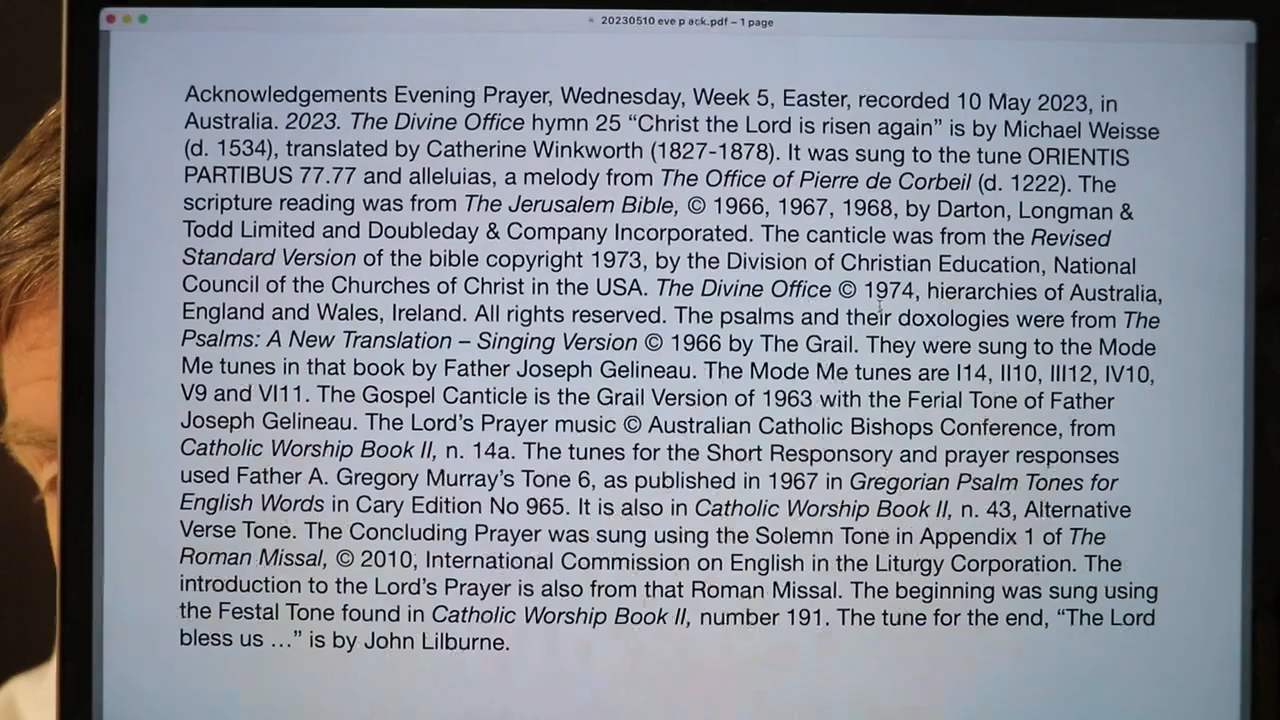 20230510 eve p ack.pdf – 1 page
Acknowledgements Evening Prayer, Wednesday, Week 5, Easter, recorded 10 May 2023, in
Australia. 2023. The Divine Office hymn 25 “Christ the Lord is risen again” is by Michael Weisse
(d. 1534), translated by Catherine Winkworth (1827-1878). It was sung to the tune ORIENTIS
PARTIBUS 77.77 and alleluias, a melody from The Office of Pierre de Corbeil (d. 1222). The
scripture reading was from The Jerusalem Bible, © 1966, 1967, 1968, by Darton, Longman &
Todd Limited and Doubleday & Company Incorporated. The canticle was from the Revised
Standard Version of the bible copyright 1973, by the Division of Christian Education, National
Council of the Churches of Christ in the USA. The Divine Office © 1974, hierarchies of Australia,
England and Wales, Ireland. All rights reserved. The psalms and their doxologies were from The
Psalms: A New Translation – Singing Version © 1966 by The Grail. They were sung to the Mode
Me tunes in that book by Father Joseph Gelineau. The Mode Me tunes are I14, II10, III12, IV10,
V9 and VI11. The Gospel Canticle is the Grail Version of 1963 with the Ferial Tone of Father
Joseph Gelineau. The Lord’s Prayer music © Australian Catholic Bishops Conference, from
Catholic Worship Book II, n. 14a. The tunes for the Short Responsory and prayer responses
used Father A. Gregory Murray’s Tone 6, as published in 1967 in Gregorian Psalm Tones for
English Words in Cary Edition No 965. It is also in Catholic Worship Book II, n. 43, Alternative
Verse Tone. The Concluding Prayer was sung using the Solemn Tone in Appendix 1 of The
Roman Missal, © 2010, International Commission on English in the Liturgy Corporation. The
introduction to the Lord’s Prayer is also from that Roman Missal. The beginning was sung using
the Festal Tone found in Catholic Worship Book II, number 191. The tune for the end, “The Lord
bless us …” is by John Lilburne.